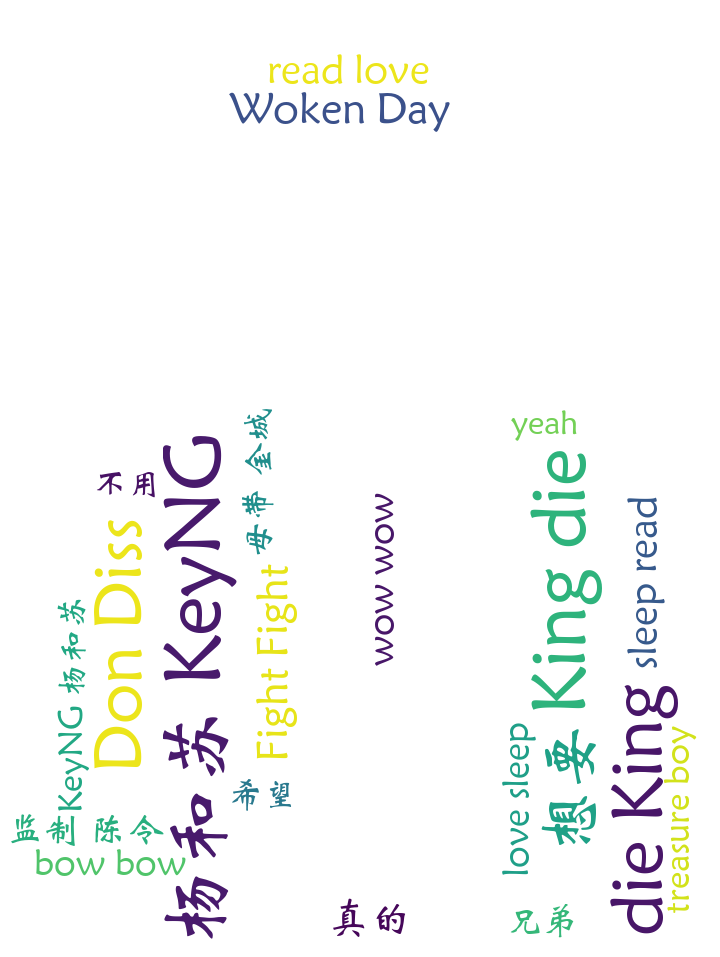 read love
Woken Day
yeah
母带 金城
杨和苏 KeyNG
King die
不用
wow wow
sleep read
Don Diss
Fight Fight
KeyNG 杨和苏
die King
love sleep
treasure boy
想要
希望
监制 陈令
bow bow
真的
兄弟